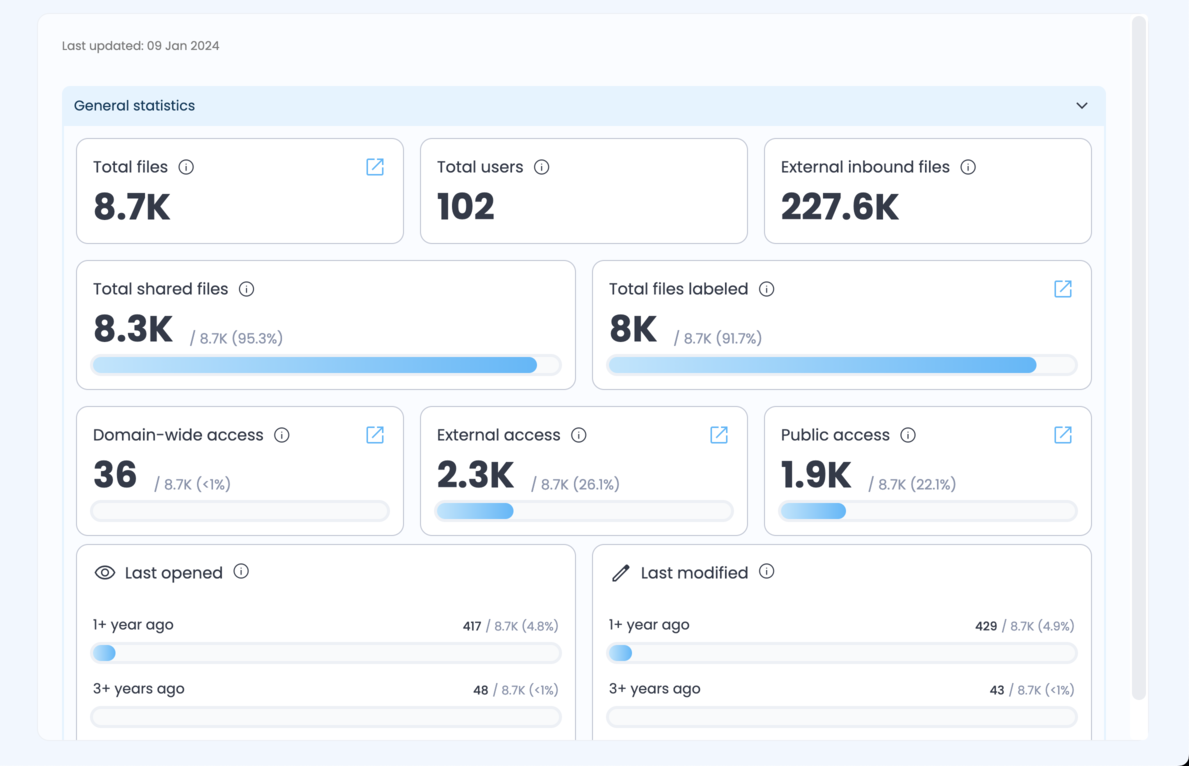 Last updated: 09 Jan 2024
General statistics
Total files
8.7K
Total users
102
External inbound files
227.6K
Total shared files
8.3K / 8.7K (95.3%)
Total files labeled
8K / 8.7K (91.7%)
Domain-wide access
36 / 8.7K (<1%)
External access
2.3K / 8.7K (26.1%)
Public access
1.9K / 8.7K (22.1%)
Last opened
1+ year ago 417 / 8.7K (4.8%)
3+ years ago 48 / 8.7K (<1%)
Last modified
1+ year ago 429 / 8.7K (4.9%)
3+ years ago 43 / 8.7K (<1%)